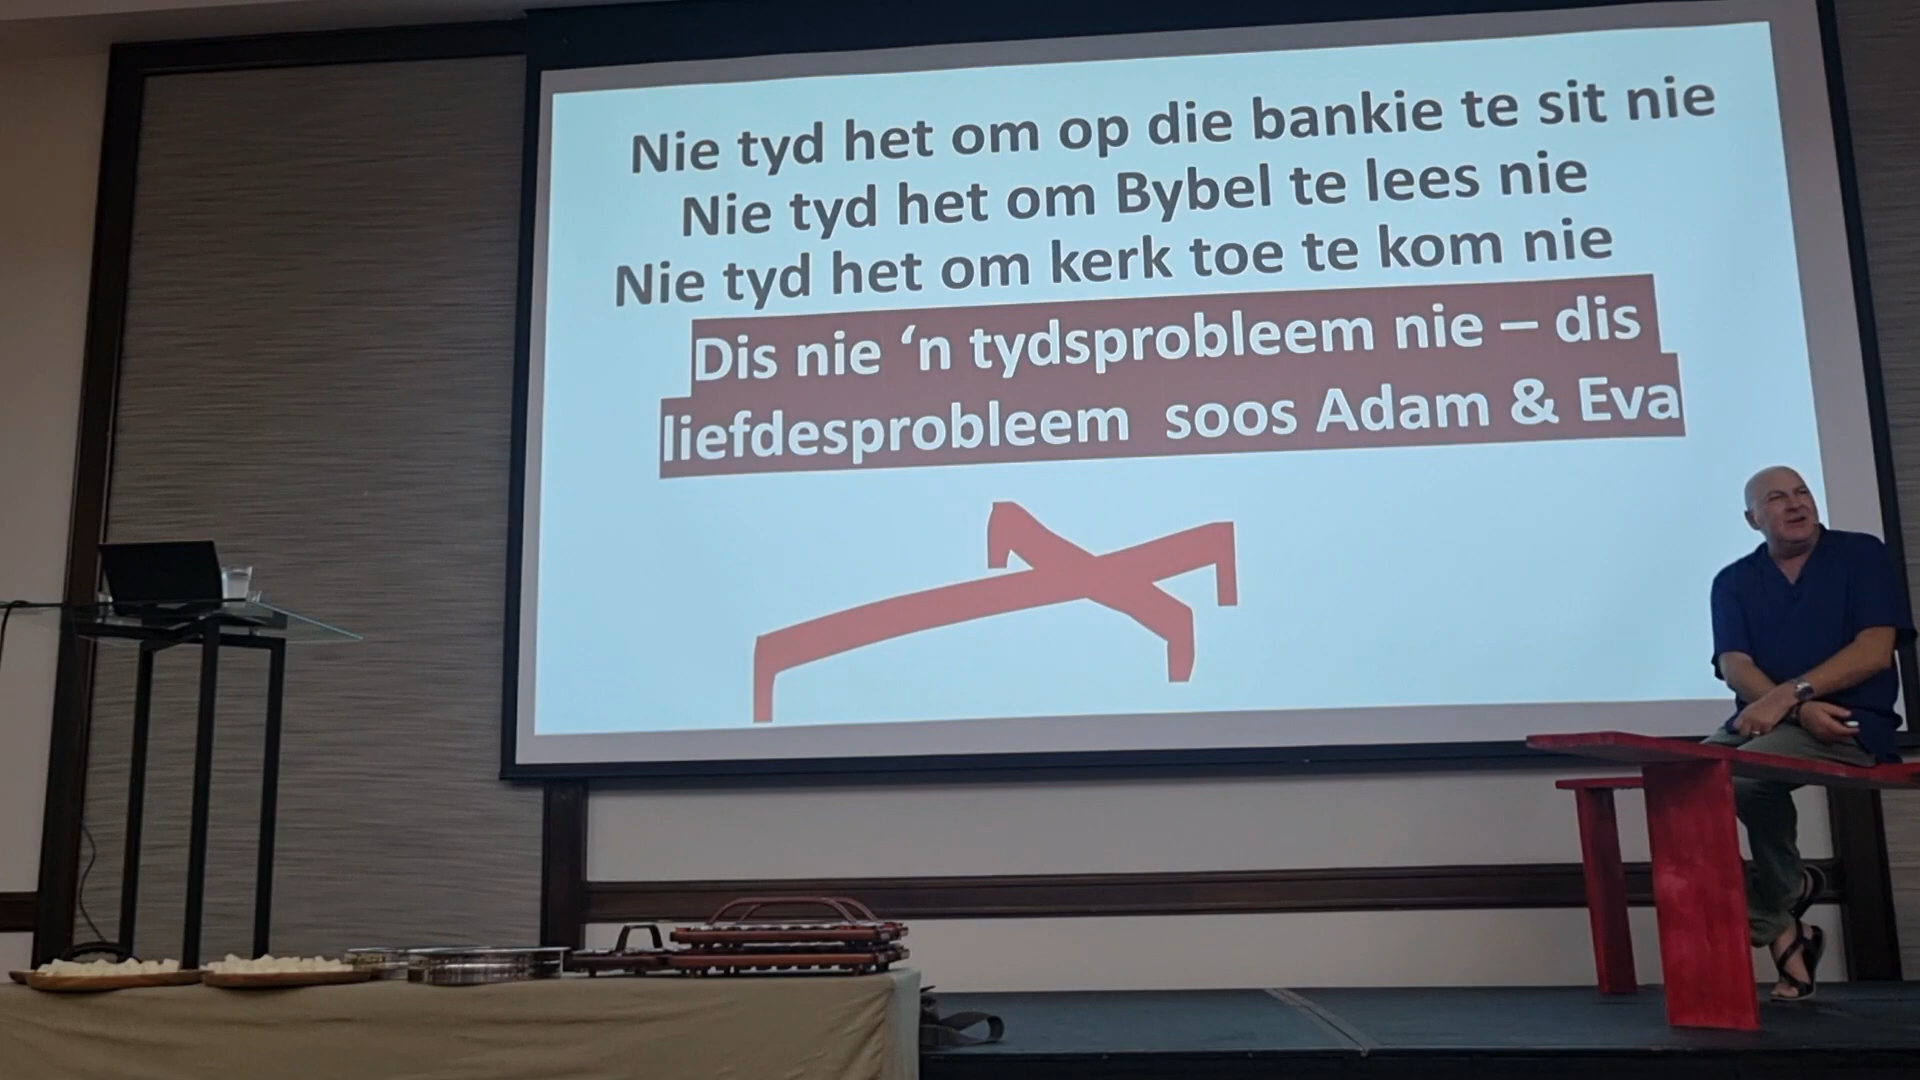 Nie tyd het om op die bankie te sit nie
Nie tyd het om Bybel te lees nie
Nie tyd het om kerk toe te kom nie
Dis nie ‘n tydsprobleem nie – dis
liefdesprobleem soos Adam & Eva